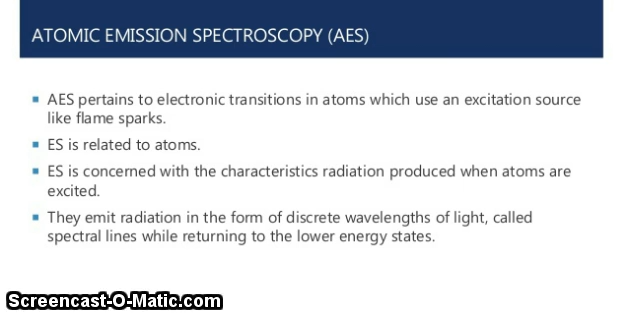 ATOMIC EMISSION SPECTROSCOPY (AES)
AES pertains to electronic transitions in atoms which use an excitation source
like flame sparks.
ES is related to atoms.
ES is concerned with the characteristics radiation produced when atoms are
excited.
They emit radiation in the form of discrete wavelengths of light, called
spectral lines while returning to the lower energy states.
Screencast-O-Matic.com